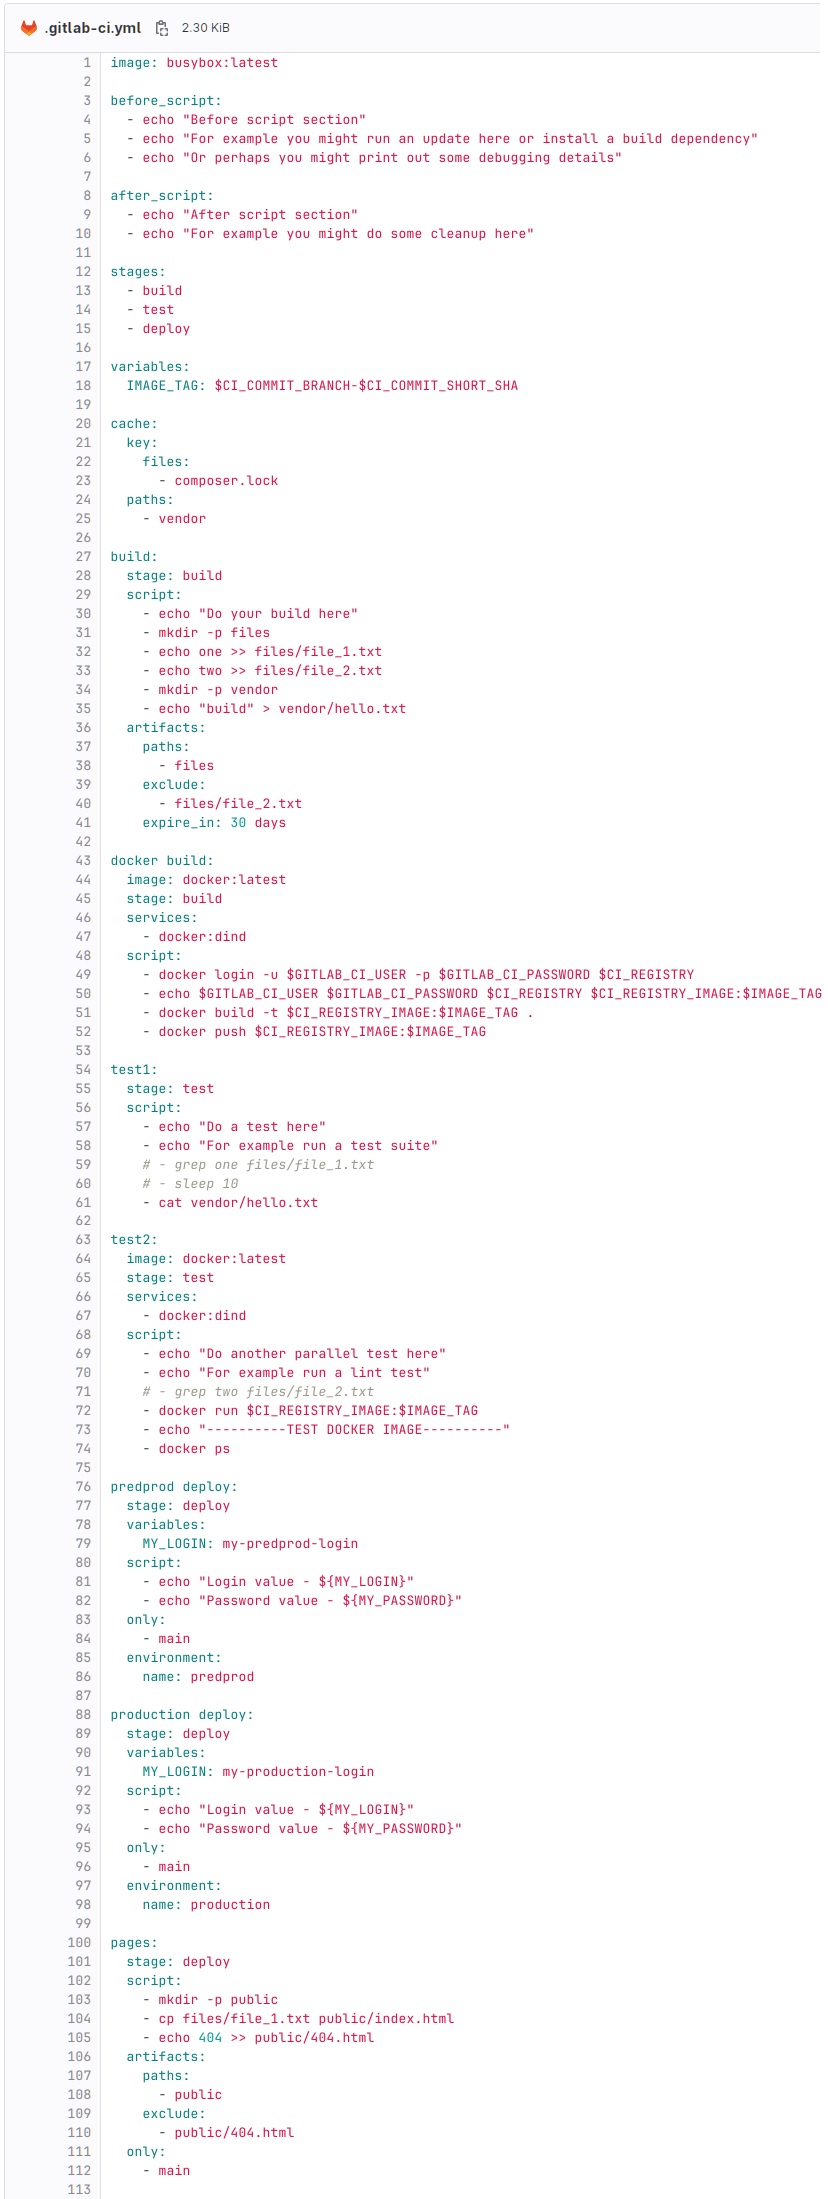 .gitlab-ci.yml 2.30 KiB
1 image: busybox:latest
2
3 before_script:
4   - echo "Before script section"
5   - echo "For example you might run an update here or install a build dependency"
6   - echo "Or perhaps you might print out some debugging details"
7
8 after_script:
9   - echo "After script section"
10   - echo "For example you might do some cleanup here"
11
12 stages:
13   - build
14   - test
15   - deploy
16
17 variables:
18   IMAGE_TAG: $CI_COMMIT_BRANCH-$CI_COMMIT_SHORT_SHA
19
20 cache:
21   key:
22     files:
23       - composer.lock
24   paths:
25     - vendor
26
27 build:
28   stage: build
29   script:
30     - echo "Do your build here"
31     - mkdir -p files
32     - echo one >> files/file_1.txt
33     - echo two >> files/file_2.txt
34     - mkdir -p vendor
35     - echo "build" > vendor/hello.txt
36   artifacts:
37     paths:
38       - files
39     exclude:
40       - files/file_2.txt
41     expire_in: 30 days
42
43 docker build:
44   image: docker:latest
45   stage: build
46   services:
47     - docker:dind
48   script:
49     - docker login -u $GITLAB_CI_USER -p $GITLAB_CI_PASSWORD $CI_REGISTRY
50     - echo $GITLAB_CI_USER $GITLAB_CI_PASSWORD $CI_REGISTRY $CI_REGISTRY_IMAGE:$IMAGE_TAG
51     - docker build -t $CI_REGISTRY_IMAGE:$IMAGE_TAG .
52     - docker push $CI_REGISTRY_IMAGE:$IMAGE_TAG
53
54 test1:
55   stage: test
56   script:
57     - echo "Do a test here"
58     - echo "For example run a test suite"
59     # - grep one files/file_1.txt
60     # - sleep 10
61     - cat vendor/hello.txt
62
63 test2:
64   image: docker:latest
65   stage: test
66   services:
67     - docker:dind
68   script:
69     - echo "Do another parallel test here"
70     - echo "For example run a lint test"
71     # - grep two files/file_2.txt
72     - docker run $CI_REGISTRY_IMAGE:$IMAGE_TAG
73     - echo "----------TEST DOCKER IMAGE----------"
74     - docker ps
75
76 predprod deploy:
77   stage: deploy
78   variables:
79     MY_LOGIN: my-predprod-login
80   script:
81     - echo "Login value - ${MY_LOGIN}"
82     - echo "Password value - ${MY_PASSWORD}"
83   only:
84     - main
85   environment:
86     name: predprod
87
88 production deploy:
89   stage: deploy
90   variables:
91     MY_LOGIN: my-production-login
92   script:
93     - echo "Login value - ${MY_LOGIN}"
94     - echo "Password value - ${MY_PASSWORD}"
95   only:
96     - main
97   environment:
98     name: production
99
100 pages:
101   stage: deploy
102   script:
103     - mkdir -p public
104     - cp files/file_1.txt public/index.html
105     - echo 404 >> public/404.html
106   artifacts:
107     paths:
108       - public
109     exclude:
110       - public/404.html
111   only:
112     - main
113